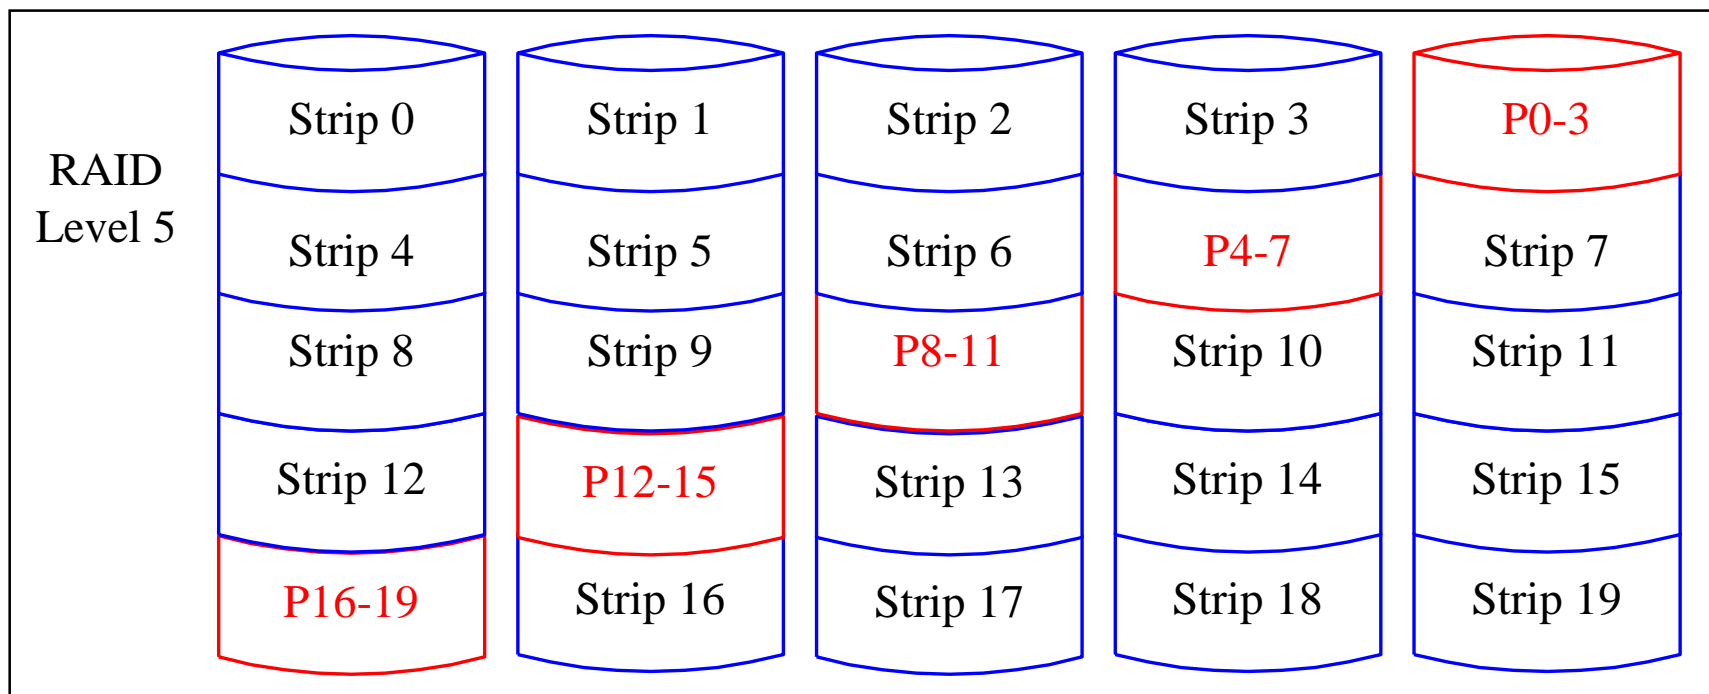 Strip 0 Strip 1 Strip 2 Strip 3 P0-3
RAID
Level 5
Strip 4 Strip 5 Strip 6 P4-7 Strip 7
Strip 8 Strip 9 P8-11 Strip 10 Strip 11
Strip 12 P12-15 Strip 13 Strip 14 Strip 15
P16-19 Strip 16 Strip 17 Strip 18 Strip 19